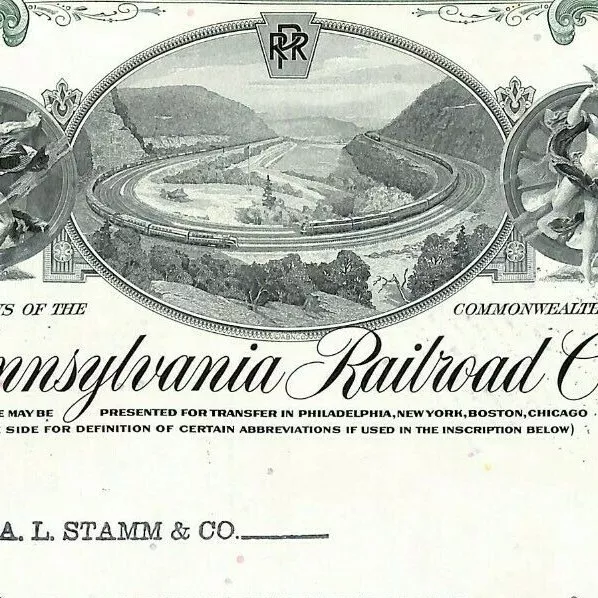 PRR
WS OF THE
COMMONWEALTH
nnsylvania Railroad C
E MAY BE PRESENTED FOR TRANSFER IN PHILADELPHIA, NEW YORK, BOSTON, CHICAGO
SIDE FOR DEFINITION OF CERTAIN ABBREVIATIONS IF USED IN THE INSCRIPTION BELOW)
A. L. STAMM & CO.